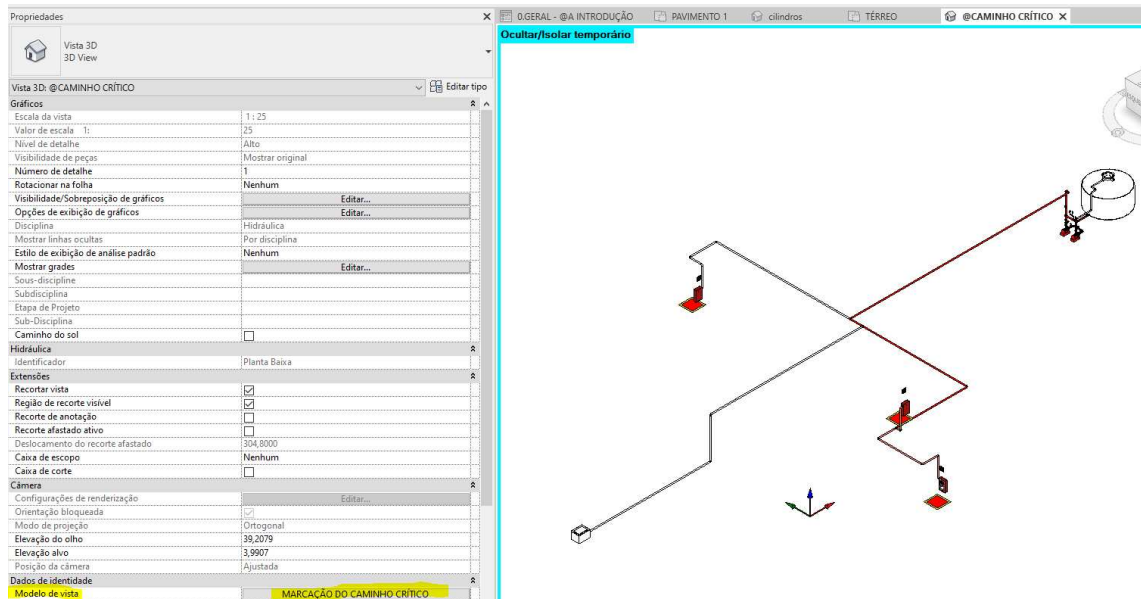 Propriedades
Vista 3D
3D View
Vista 3D: @CAMINHO CRÍTICO Editar tipo
Gráficos
Escala da vista 1 : 25
Valor de escala 1: 25
Nível de detalhe Alto
Visibilidade de peças Mostrar original
Número de detalhe 1
Rotacionar na folha Nenhum
Visibilidade/Sobreposição de gráficos Editar...
Opções de exibição de gráficos Editar...
Disciplina Hidráulica
Mostrar linhas ocultas Por disciplina
Estilo de exibição de análise padrão Nenhum
Mostrar grades Editar...
Sous-discipline
Subdisciplina
Etapa de Projeto
Sub-Disciplina
Caminho do sol
Hidráulica
Identificador Planta Baixa
Extensões
Recortar vista
Região de recorte visível
Recorte de anotação
Recorte afastado ativo
Deslocamento do recorte afastado 304,8000
Caixa de escopo Nenhum
Caixa de corte
Câmera
Configurações de renderização Editar...
Orientação bloqueada
Modo de projeção Ortogonal
Elevação do olho 39,2079
Elevação alvo 3,9907
Posição da câmera Ajustada
Dados de identidade
Modelo de vista MARCAÇÃO DO CAMINHO CRÍTICO
0.GERAL - @A INTRODUÇÃO PAVIMENTO 1 cilindros TÉRREO @CAMINHO CRÍTICO
Ocultar/Isolar temporário